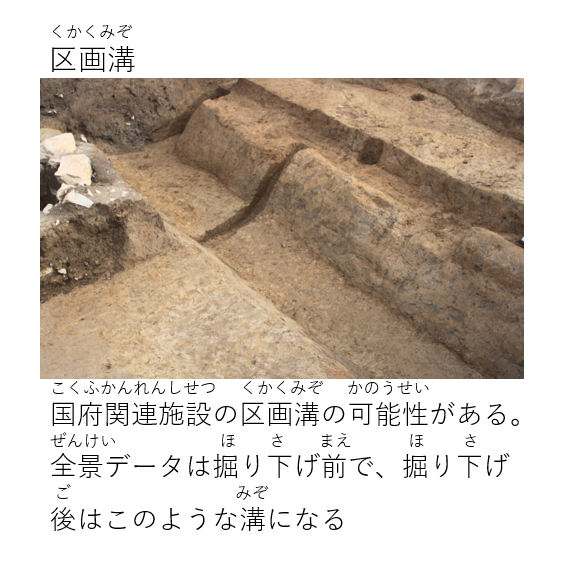 くかくみぞ
区画溝
こくふかんれんしせつ くかくみぞ かのうせい
国府関連施設の区画溝の可能性がある。
ぜんけい ほ さ まえ ほ さ
全景データは掘り下げ前で、掘り下げ
ご みぞ
後はこのような溝になる